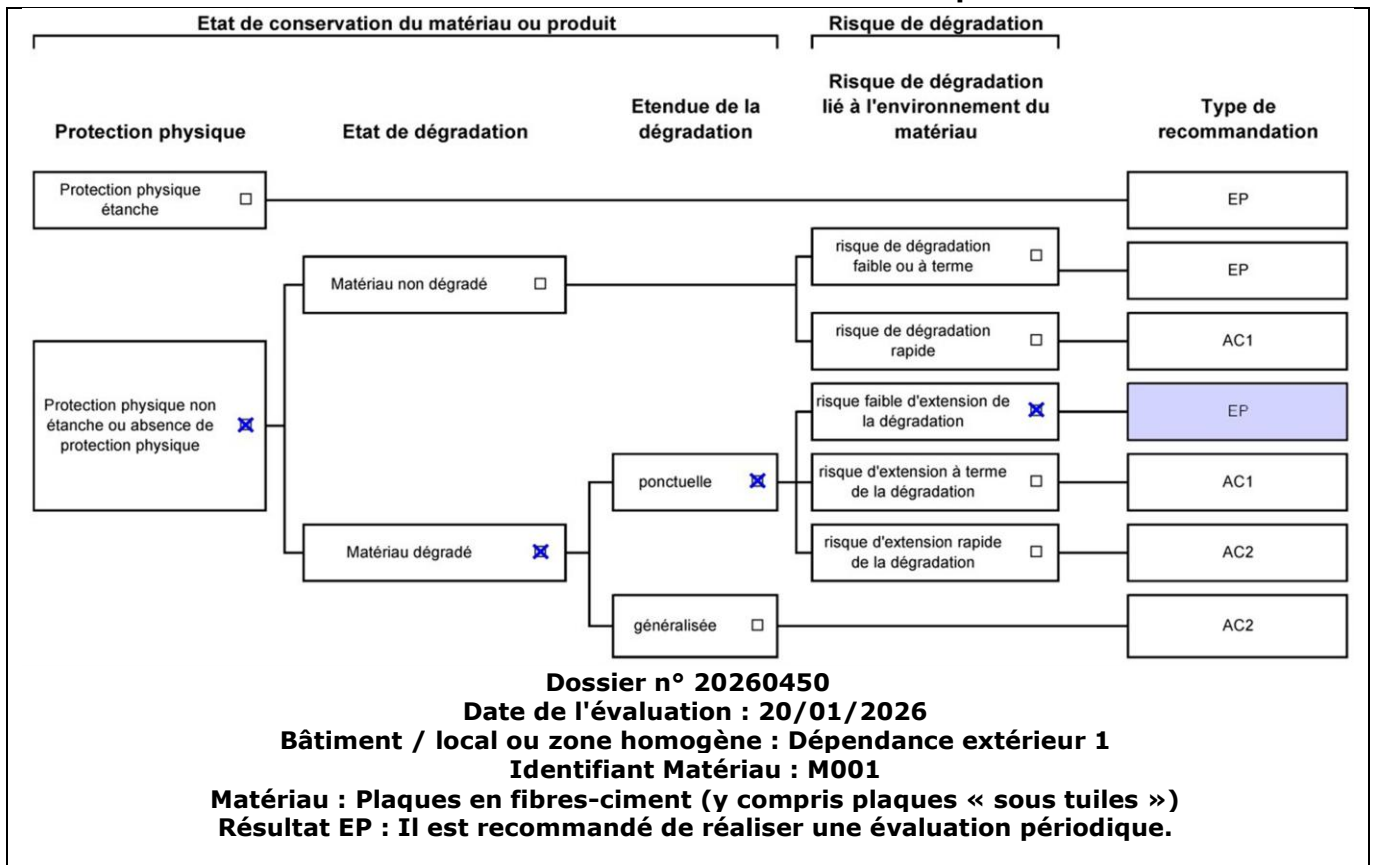 Etat de conservation du matériau ou produit
Risque de dégradation
Protection physique
Etat de dégradation
Etendue de la
dégradation
Risque de dégradation
lié à l'environnement du
matériau
Type de
recommandation
Protection physique
étanche
EP
Matériau non dégradé
risque de dégradation
faible ou à terme
EP
risque de dégradation
rapide
AC1
Protection physique non
étanche ou absence de
protection physique
risque faible d'extension de
la dégradation
EP
ponctuelle
risque d'extension à terme
de la dégradation
AC1
Matériau dégradé
risque d'extension rapide
de la dégradation
AC2
généralisée
AC2
Dossier n° 20260450
Date de l'évaluation : 20/01/2026
Bâtiment / local ou zone homogène : Dépendance extérieur 1
Identifiant Matériau : M001
Matériau : Plaques en fibres-ciment (y compris plaques « sous tuiles »)
Résultat EP : Il est recommandé de réaliser une évaluation périodique.